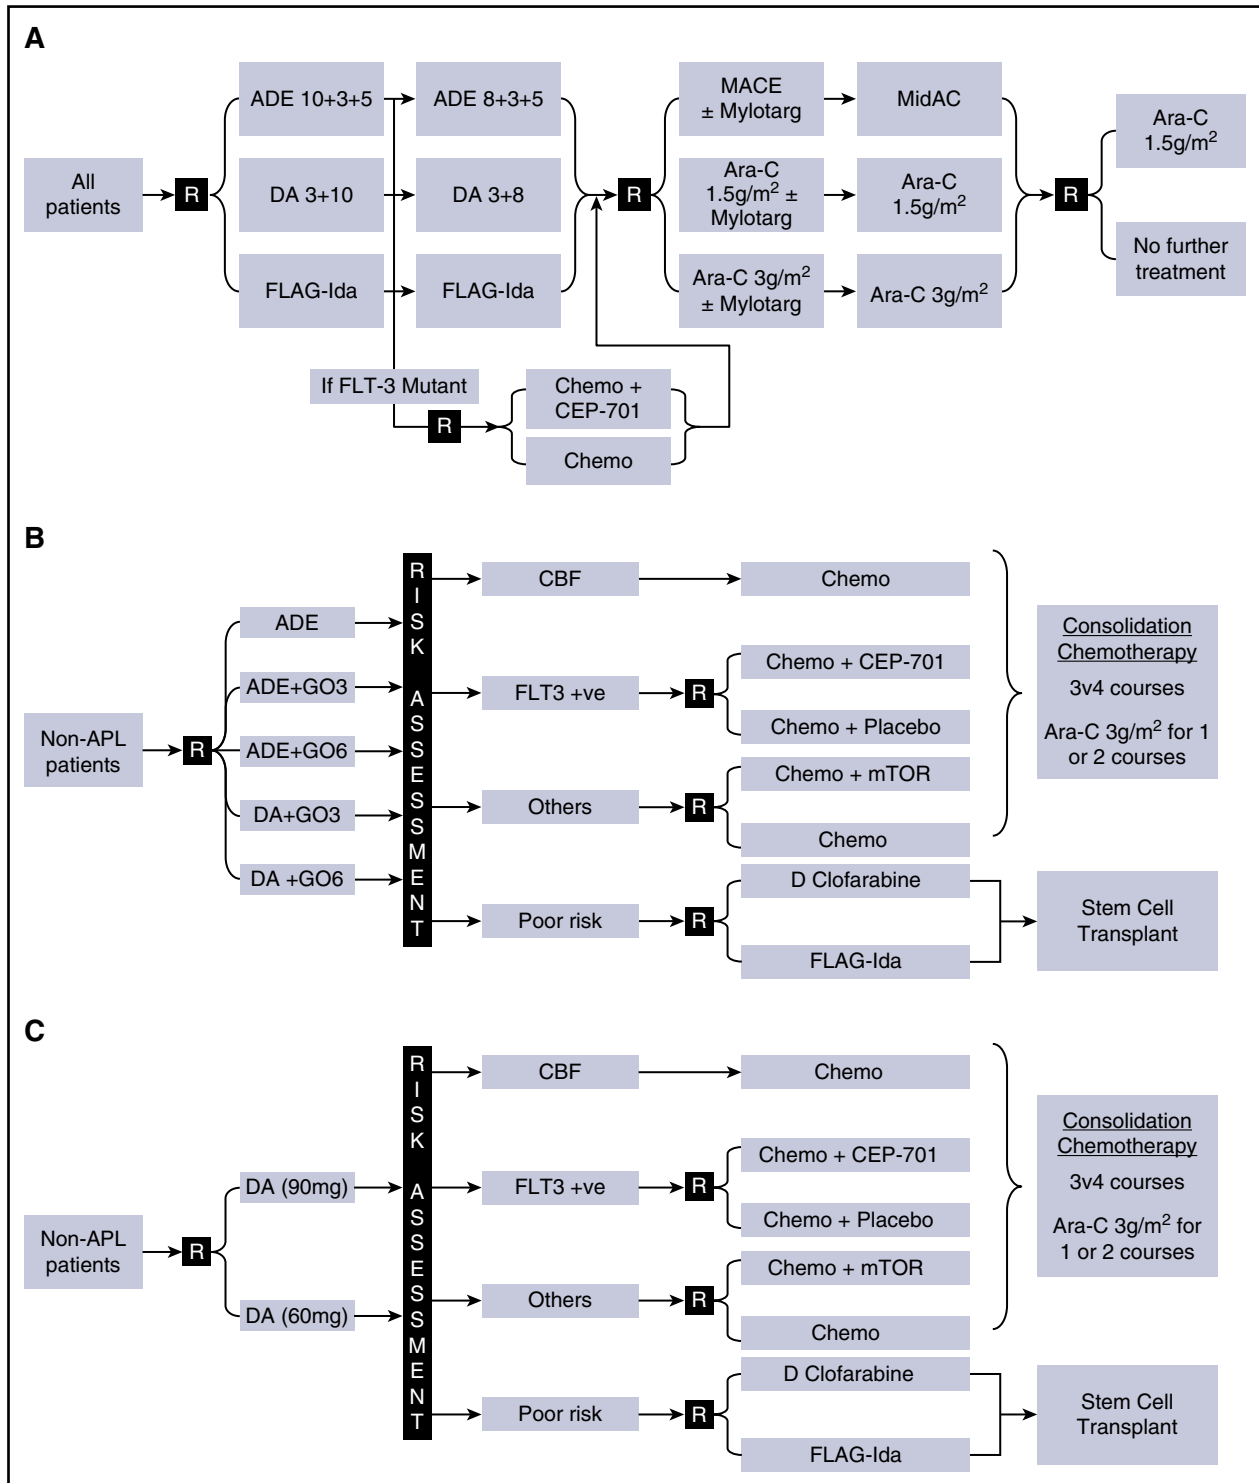 A
All
patients
R
ADE 10+3+5
ADE 8+3+5
DA 3+10
DA 3+8
FLAG-Ida
FLAG-Ida
If FLT-3 Mutant
R
Chemo +
CEP-701
Chemo
R
MACE
± Mylotarg
MidAC
Ara-C
1.5g/m²±
Mylotarg
Ara-C
1.5g/m²
Ara-C 3g/m²
± Mylotarg
Ara-C 3g/m²
R
Ara-C
1.5g/m²
No further
treatment
B
Non-APL
patients
R
ADE
ADE+GO3
ADE+GO6
DA+GO3
DA +GO6
RISK ASSESSMENT
CBF
Chemo
FLT3 +ve
R
Chemo + CEP-701
Chemo + Placebo
Others
R
Chemo + mTOR
Chemo
Poor risk
R
D Clofarabine
FLAG-Ida
Consolidation
Chemotherapy
3v4 courses
Ara-C 3g/m² for 1
or 2 courses
Stem Cell
Transplant
C
Non-APL
patients
R
DA (90mg)
DA (60mg)
RISK ASSESSMENT
CBF
Chemo
FLT3 +ve
R
Chemo + CEP-701
Chemo + Placebo
Others
R
Chemo + mTOR
Chemo
Poor risk
R
D Clofarabine
FLAG-Ida
Consolidation
Chemotherapy
3v4 courses
Ara-C 3g/m² for
1 or 2 courses
Stem Cell
Transplant